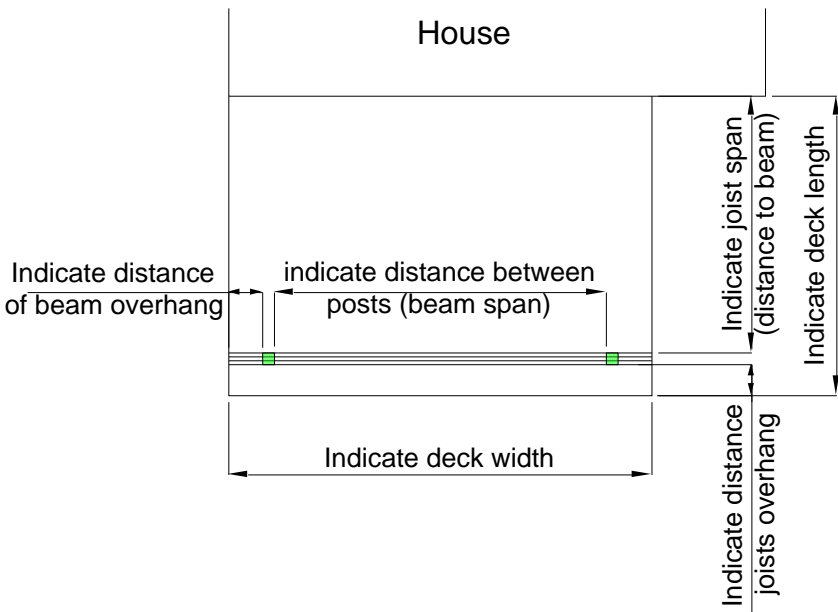 House
Indicate joist span
(distance to beam)
Indicate deck length
Indicate distance
of beam overhang
indicate distance between
posts (beam span)
Indicate deck width
Indicate distance
joists overhang